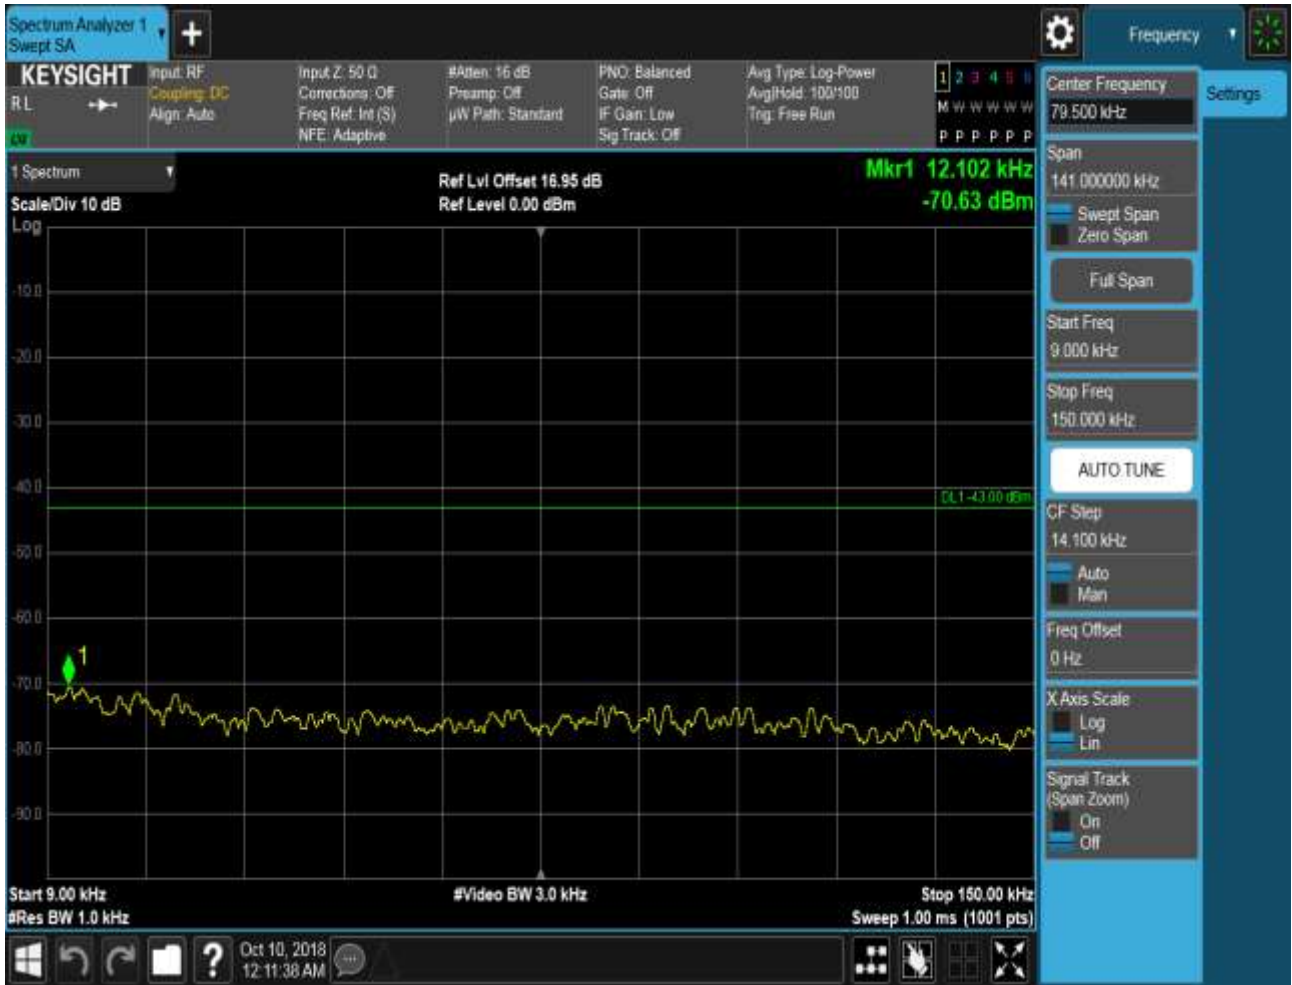 Spectrum Analyzer 1
Swept SA
Frequency
KEYSIGHT
RL
Input: RF
Coupling: DC
Align: Auto
Input Z: 50 Ω
Corrections: Off
Freq Ref: Int (S)
NFE: Adaptive
#Atten: 16 dB
Preamp: Off
µW Path: Standard
PNO: Balanced
Gate: Off
IF Gain: Low
Sig Track: Off
Avg Type: Log-Power
Avg|Hold: 100/100
Trig: Free Run
1 2 3 4 5 6
M W W W W W
P P P P P P
1 Spectrum
Scale/Div 10 dB
Log
Ref Lvl Offset 16.95 dB
Ref Level 0.00 dBm
Mkr1 12.102 kHz
-70.63 dBm
-10.0
-20.0
-30.0
-40.0
-50.0
-60.0
-70.0
-80.0
-90.0
DL1 -43.00 dBm
1
Start 9.00 kHz
#Res BW 1.0 kHz
#Video BW 3.0 kHz
Stop 150.00 kHz
Sweep 1.00 ms (1001 pts)
Center Frequency
79.500 kHz
Settings
Span
141.000000 kHz
Swept Span
Zero Span
Full Span
Start Freq
9.000 kHz
Stop Freq
150.000 kHz
AUTO TUNE
CF Step
14.100 kHz
Auto
Man
Freq Offset
0 Hz
X Axis Scale
Log
Lin
Signal Track
(Span Zoom)
On
Off
?
Oct 10, 2018
12:11:38 AM